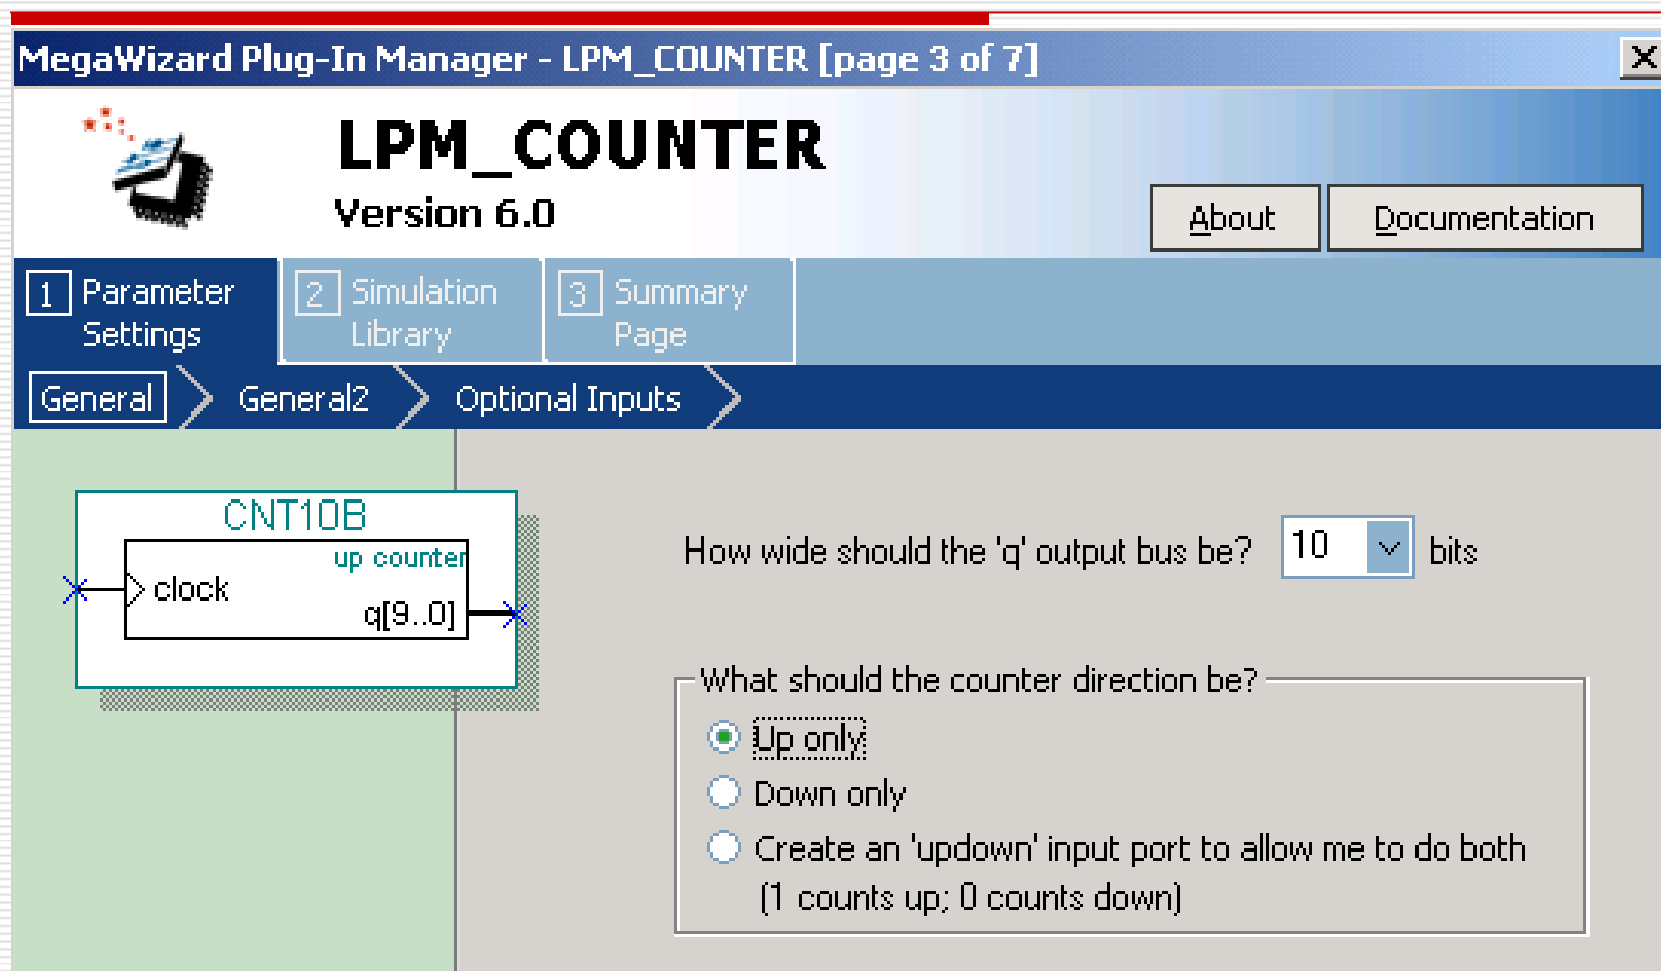 MegaWizard Plug-In Manager - LPM_COUNTER [page 3 of 7]
LPM_COUNTER
Version 6.0
About
Documentation
1 Parameter Settings
2 Simulation Library
3 Summary Page
General
General2
Optional Inputs
CNT10B
up counter
clock
q[9..0]
How wide should the 'q' output bus be? 10 bits
What should the counter direction be?
Up only
Down only
Create an 'updown' input port to allow me to do both
(1 counts up; 0 counts down)